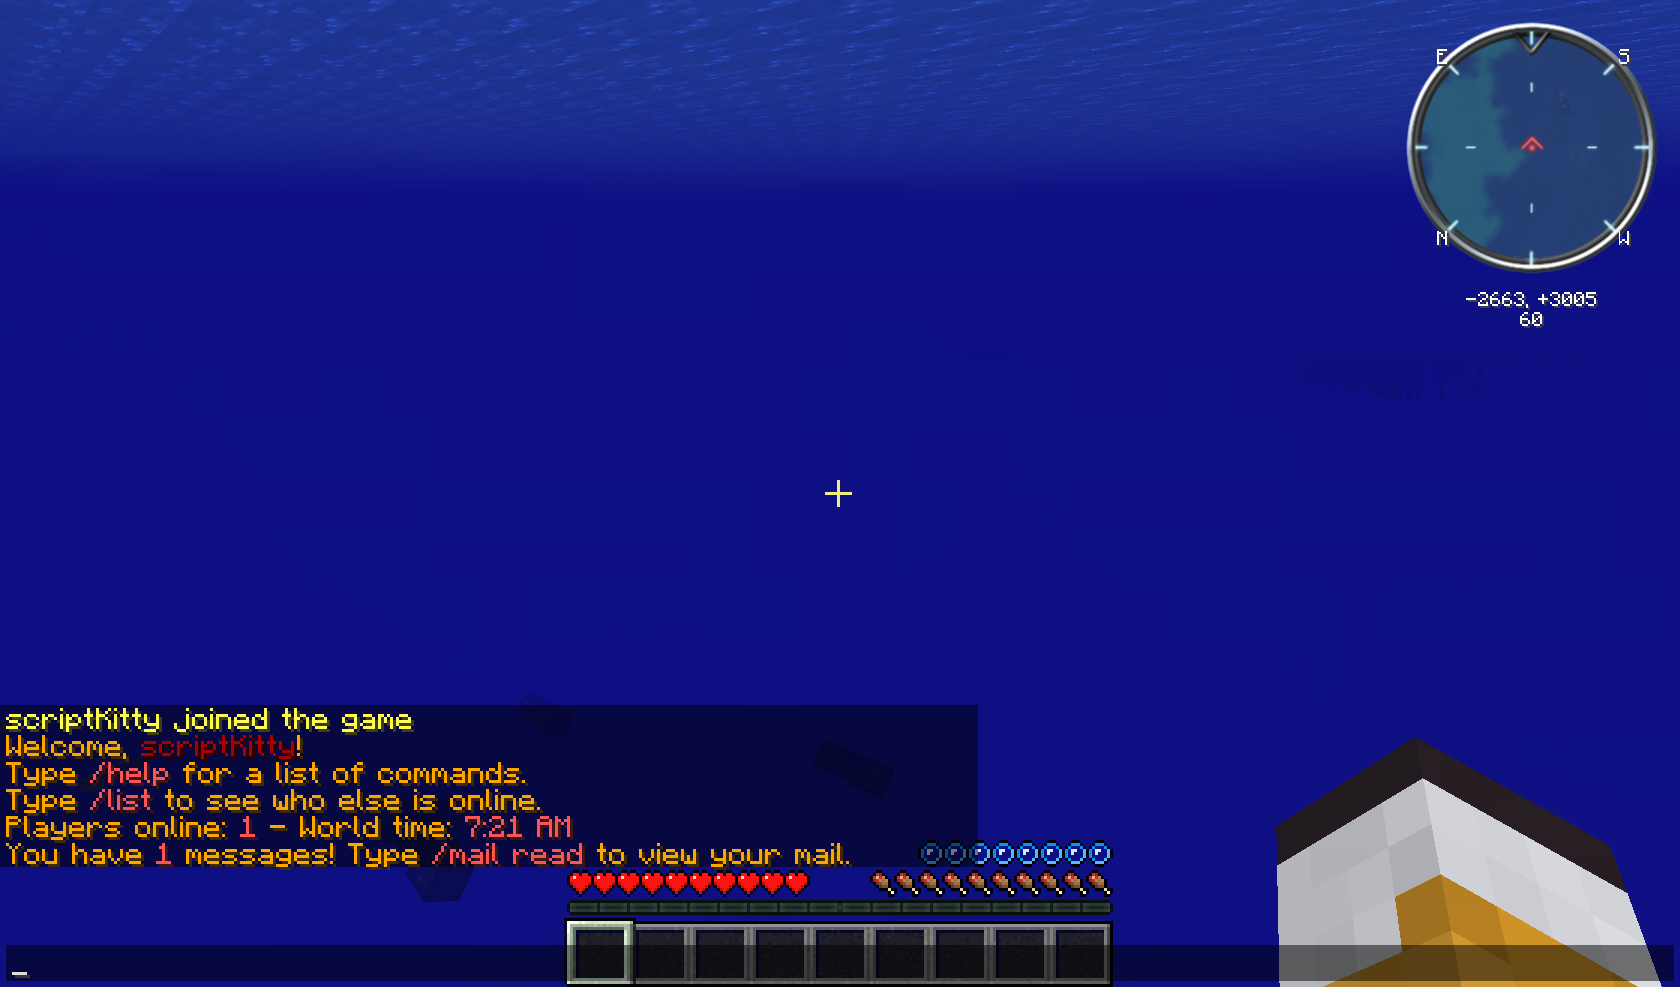 E S
N W
-2663, +3005
60
scriptKitty joined the game
Welcome, scriptKitty!
Type /help for a list of commands.
Type /list to see who else is online.
Players online: 1 - World time: 7:21 AM
You have 1 messages! Type /mail read to view your mail.
_